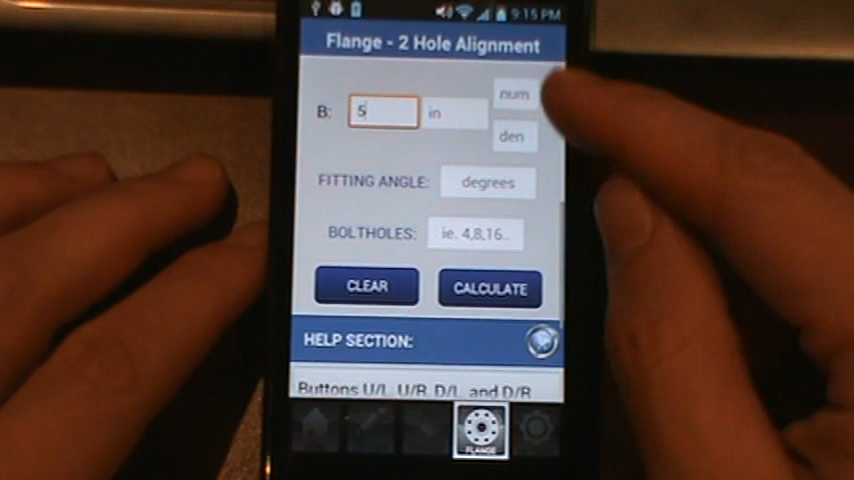 9:15 PM
Flange - 2 Hole Alignment
num
B: 5 in
den
FITTING ANGLE: degrees
BOLTHOLES: ie. 4,8,16..
CLEAR CALCULATE
HELP SECTION:
Buttons U/L, U/R, D/L, and D/R
FLANGE